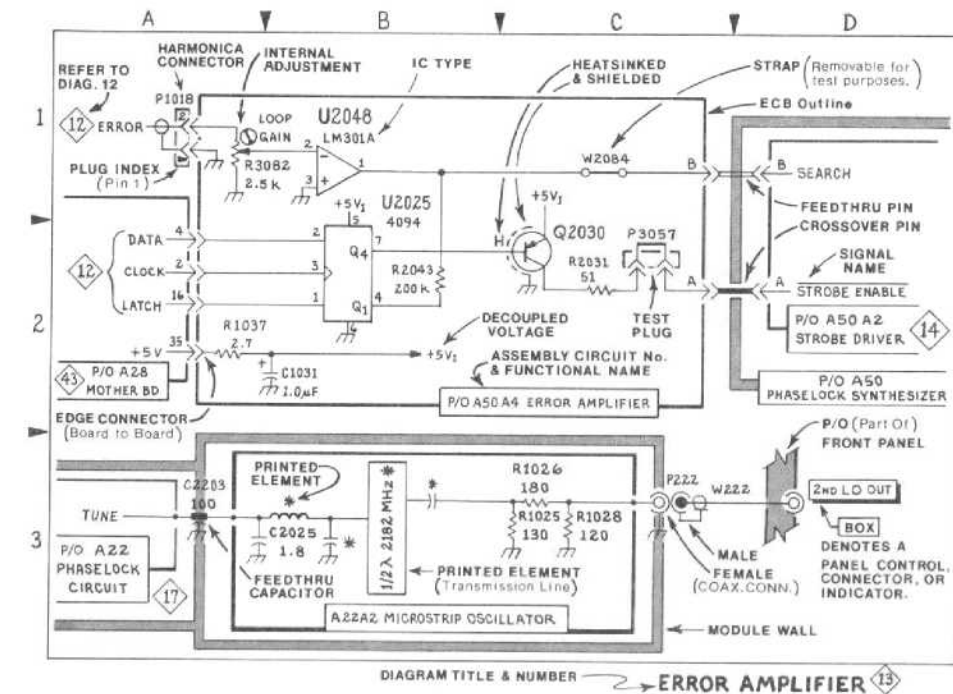 A B C D
HARMONICA
CONNECTOR
INTERNAL
ADJUSTMENT
IC TYPE
HEATSINKED
& SHIELDED
STRAP (Removable for
test purposes.)
REFER TO
DIAG. 12
P1018
ECB Outline
1
12
ERROR
2
1
LOOP
GAIN
U2048
LM301A
R3082
2.5K
2
3
1
W2084
B
B
SEARCH
PLUG INDEX
(Pin 1)
+5V1
5
U2025
4094
+5V1
FEEDTHRU PIN
CROSSOVER PIN
12
DATA
4
CLOCK
2
LATCH
16
2
3
1
Q4
7
Q1
4
6
R2043
200K
H
Q2030
R2031
51
P3057
TEST
PLUG
A
A
SIGNAL
NAME
STROBE ENABLE
2
35
+5V
R1037
2.7
C1031
1.0µF
DECOUPLED
VOLTAGE
+5V1
P/O A50 A2
STROBE DRIVER
14
43
P/O A28
MOTHER BD
ASSEMBLY CIRCUIT No.
& FUNCTIONAL NAME
P/O A50 A4 ERROR AMPLIFIER
P/O A50
PHASELOCK SYNTHESIZER
EDGE CONNECTOR
(Board to Board)
P/O (Part Of)
FRONT PANEL
3
C2203
100
TUNE
PRINTED
ELEMENT
*
C2025
1.8
*
1/2λ 2182 MHz *
*
R1026
180
R1025
130
R1028
120
P222
W222
2ND LO OUT
BOX
DENOTES A
PANEL CONTROL,
CONNECTOR, OR
INDICATOR.
P/O A22
PHASELOCK
CIRCUIT
17
FEEDTHRU
CAPACITOR
PRINTED ELEMENT
(Transmission Line)
MALE
FEMALE
(COAX. CONN.)
A22A2 MICROSTRIP OSCILLATOR
MODULE WALL
DIAGRAM TITLE & NUMBER
ERROR AMPLIFIER
13